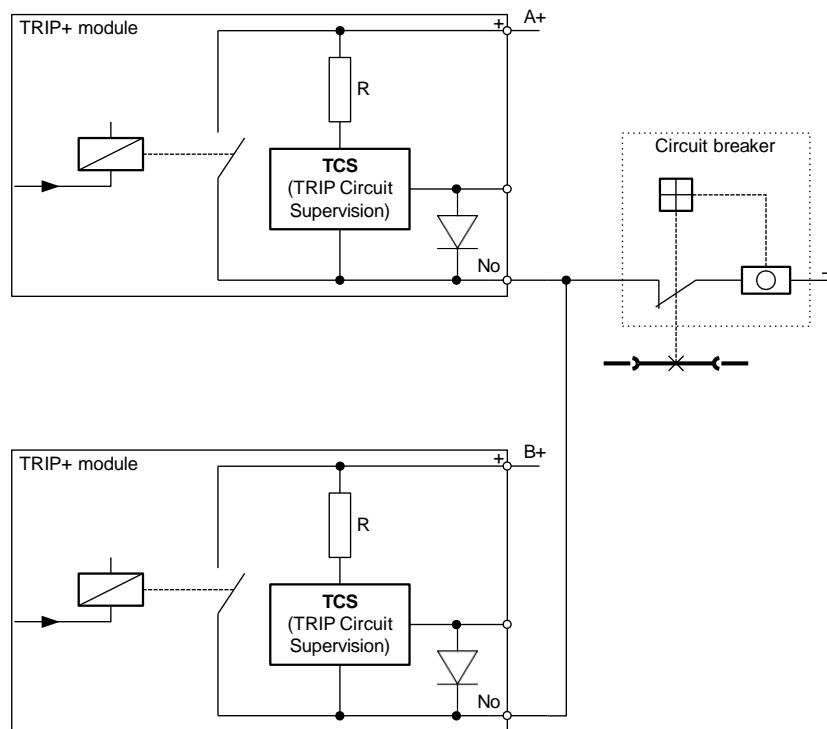 TRIP+ module
+
A+
R
Circuit breaker
TCS
(TRIP Circuit
Supervision)
No
-
TRIP+ module
+
B+
R
TCS
(TRIP Circuit
Supervision)
No